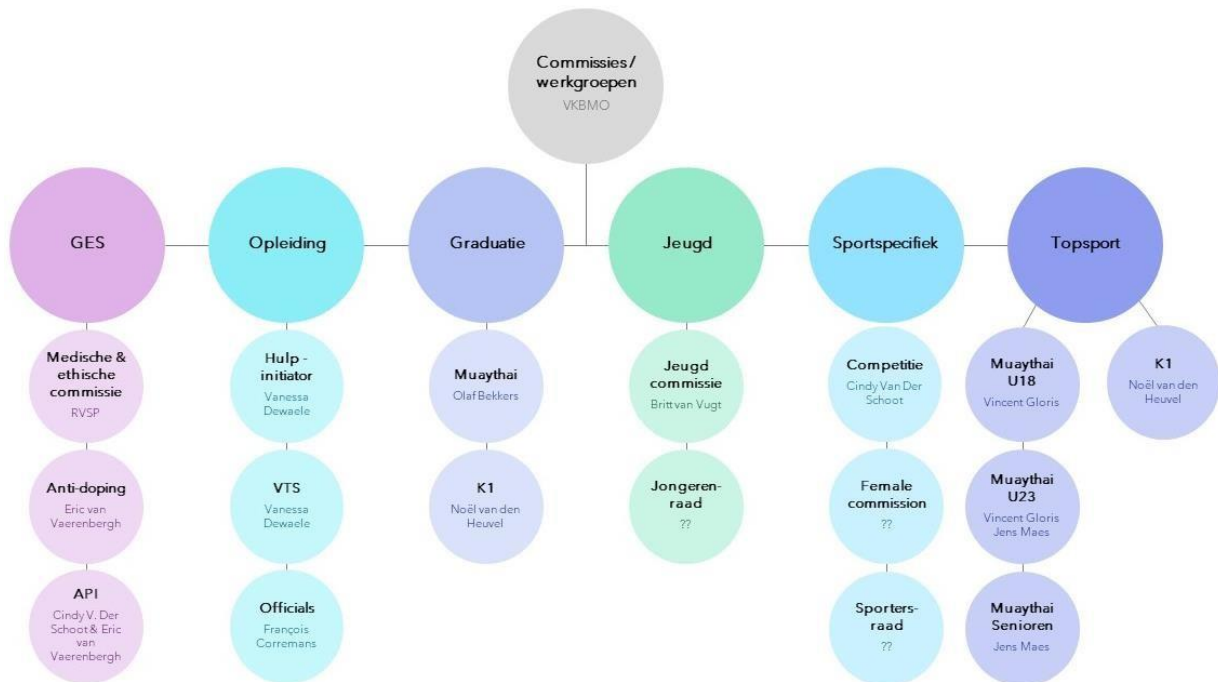 Commissies /
werkgroepen
VKBMO
GES
Opleiding
Graduatie
Jeugd
Sportspecifiek
Topsport
Medische &
ethische
commissie
RVSP
Anti-doping
Eric van
Vaerenbergh
API
Cindy V. Der
Schoot & Eric
van
Vaerenbergh
Hulp -
initiator
Vanessa
Dewaele
VTS
Vanessa
Dewaele
Officials
François
Corremans
Muaythai
Olaf Bekkers
K1
Noël van den
Heuvel
Jeugd
commissie
Britt van Vugt
Jongeren-
raad
??
Competitie
Cindy Van Der
Schoot
Female
commission
??
Sporters-
raad
??
Muaythai
U18
Vincent Gloris
Muaythai
U23
Vincent Gloris
Jens Maes
Muaythai
Senioren
Jens Maes
K1
Noël van den
Heuvel